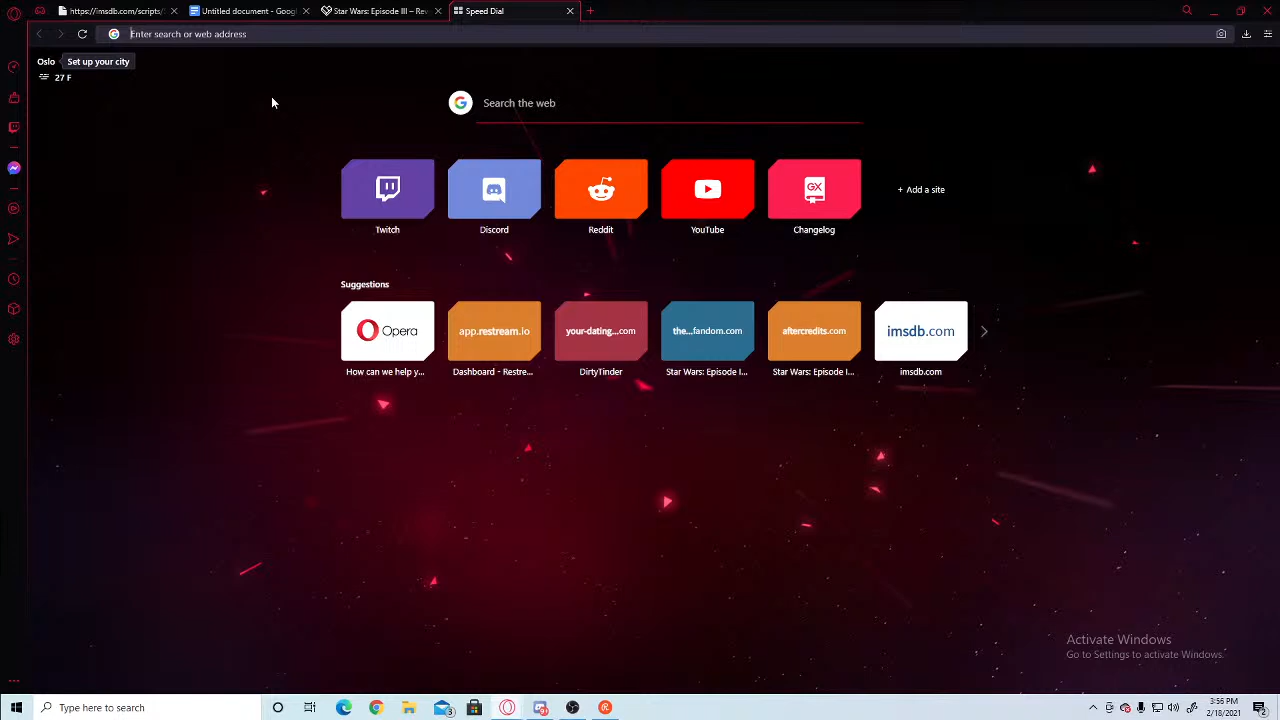 https://imsdb.com/scripts/
Untitled document - Googl
Star Wars: Episode III – Rev
Speed Dial
Enter search or web address
Oslo
Set up your city
27 F
Search the web
Twitch
Discord
Reddit
GX
YouTube
Changelog
+ Add a site
Suggestions
Opera
app.restream.io
your-dating...com
the...fandom.com
aftercredits.com
imsdb.com
How can we help y...
Dashboard - Restre...
DirtyTinder
Star Wars: Episode I...
Star Wars: Episode I...
imsdb.com
Activate Windows
Go to Settings to activate Windows.
Type here to search
3:56 PM
2/18/2021